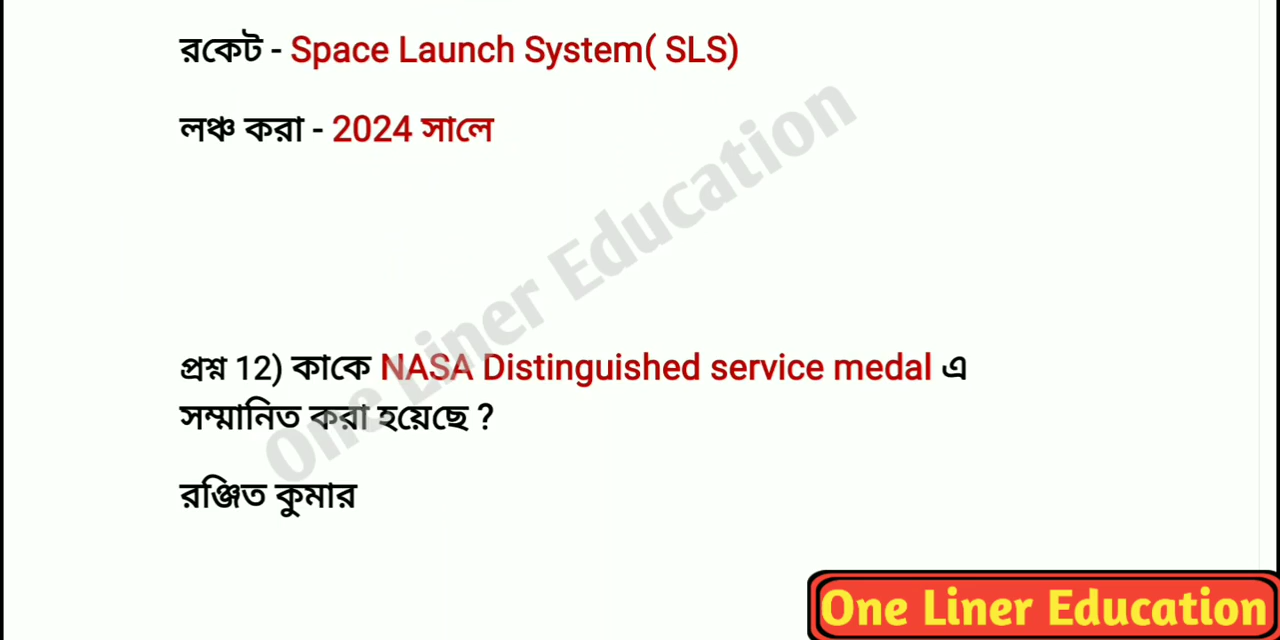 রকেট - Space Launch System( SLS)
লঞ্চ করা - 2024 সালে
One Liner Education
প্রশ্ন 12) কাকে NASA Distinguished service medal এ
সম্মানিত করা হয়েছে ?
রঞ্জিত কুমার
One Liner Education